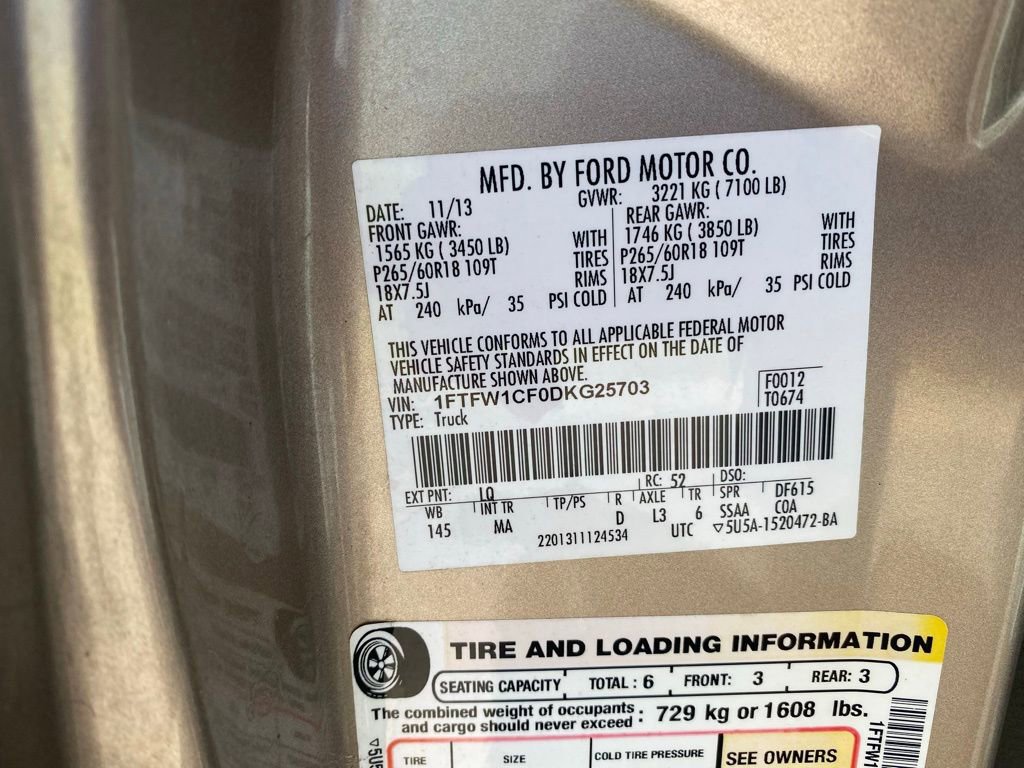 MFD. BY FORD MOTOR CO.
DATE: 11/13 GVWR: 3221 KG ( 7100 LB)
FRONT GAWR:
1565 KG ( 3450 LB) WITH
P265/60R18 109T TIRES
18X7.5J RIMS
AT 240 kPa/ 35 PSI COLD
REAR GAWR:
1746 KG ( 3850 LB) WITH
P265/60R18 109T TIRES
18X7.5J RIMS
AT 240 kPa/ 35 PSI COLD
THIS VEHICLE CONFORMS TO ALL APPLICABLE FEDERAL MOTOR
VEHICLE SAFETY STANDARDS IN EFFECT ON THE DATE OF
MANUFACTURE SHOWN ABOVE.
VIN: 1FTFW1CF0DKG25703
TYPE: Truck
F0012
T0674
EXT PNT: LQ RC: 52 DSO:
WB INT TR TP/PS R AXLE TR SPR DF615
145 MA D L3 6 SSAA COA
2201311124534 UTC ▽5U5A-1520472-BA
TIRE AND LOADING INFORMATION
SEATING CAPACITY TOTAL : 6 FRONT: 3 REAR: 3
The combined weight of occupants
and cargo should never exceed : 729 kg or 1608 lbs.
TIRE SIZE COLD TIRE PRESSURE SEE OWNERS
▽5U5
1FTFW1